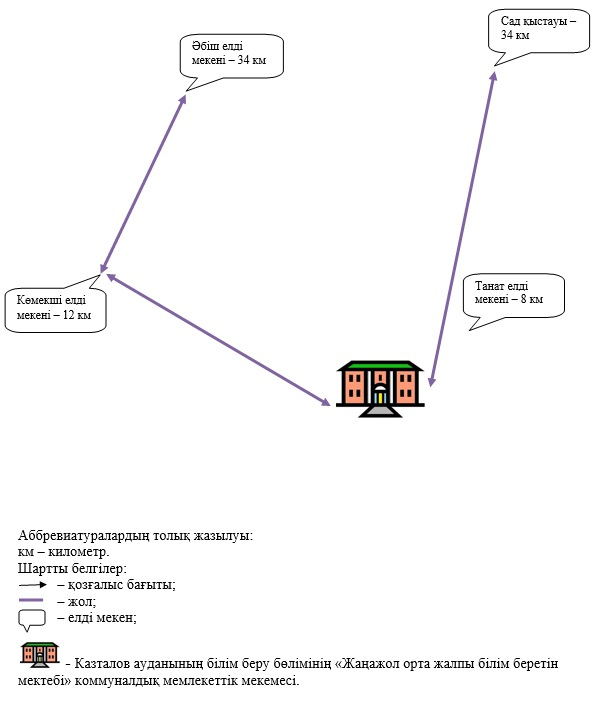 Әбіш елді
мекені – 34 км
Сад қыстауы –
34 км
Көмекші елді
мекені – 12 км
Танат елді
мекені – 8 км
Аббревиатуралардың толық жазылуы:
км – километр.
Шартты белгілер:
– қозғалыс бағыты;
– жол;
– елді мекен;
- Казталов ауданының білім беру бөлімінің «Жаңажол орта жалпы білім беретін
мектебі» коммуналдық мемлекеттік мекемесі.